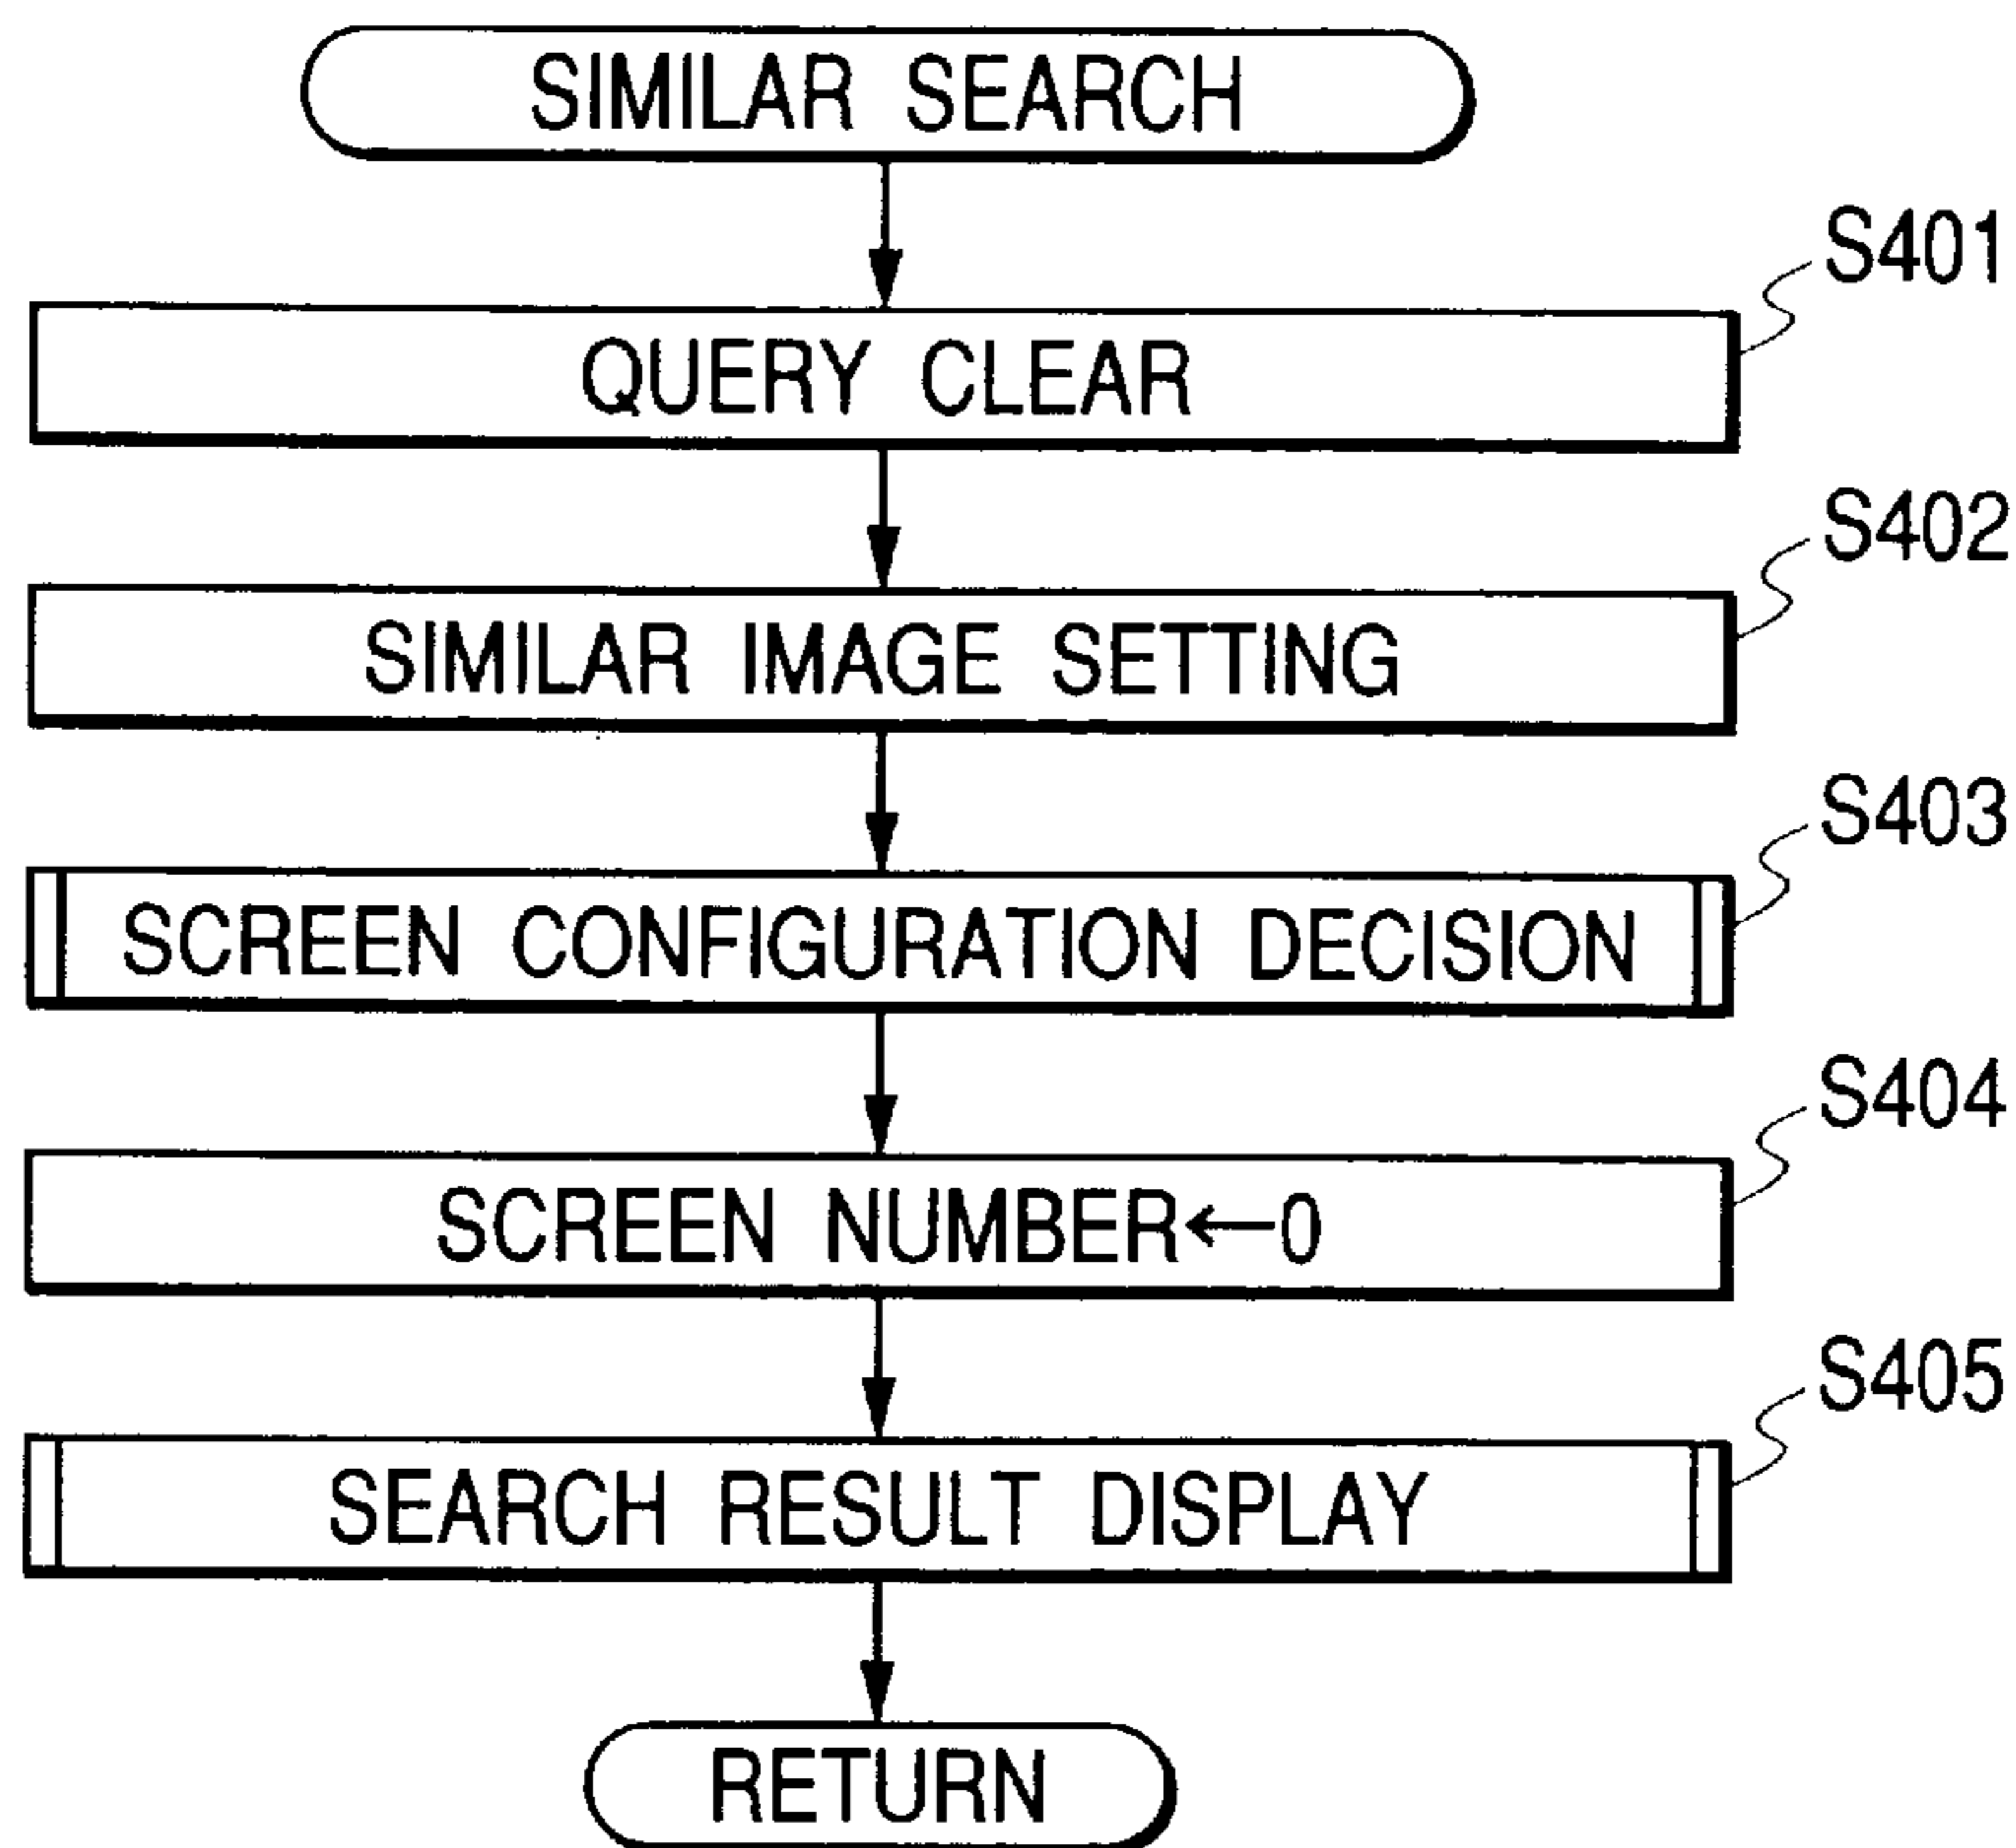 SIMILAR SEARCH
S401
QUERY CLEAR
S402
SIMILAR IMAGE SETTING
S403
SCREEN CONFIGURATION DECISION
S404
SCREEN NUMBER←0
S405
SEARCH RESULT DISPLAY
RETURN